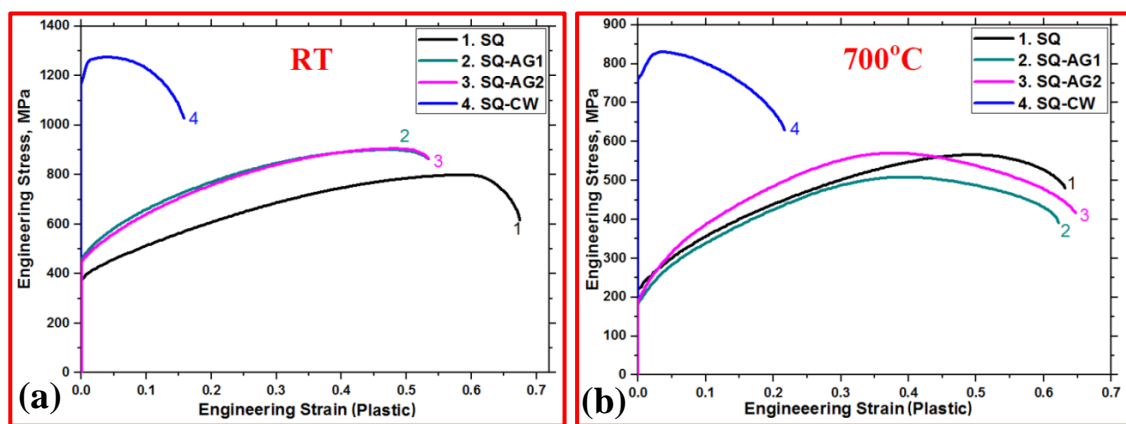 RT
1. SQ
2. SQ-AG1
3. SQ-AG2
4. SQ-CW
Engineering Stress, MPa
1400
1200
1000
800
600
400
200
0
4
2
3
1
0.0 0.1 0.2 0.3 0.4 0.5 0.6 0.7
Engineering Strain (Plastic)
(a)
700°C
1. SQ
2. SQ-AG1
3. SQ-AG2
4. SQ-CW
Engineering Stress, MPa
900
800
700
600
500
400
300
200
100
0
4
1
3
2
0.0 0.1 0.2 0.3 0.4 0.5 0.6 0.7
Engineeering Strain (Plastic)
(b)